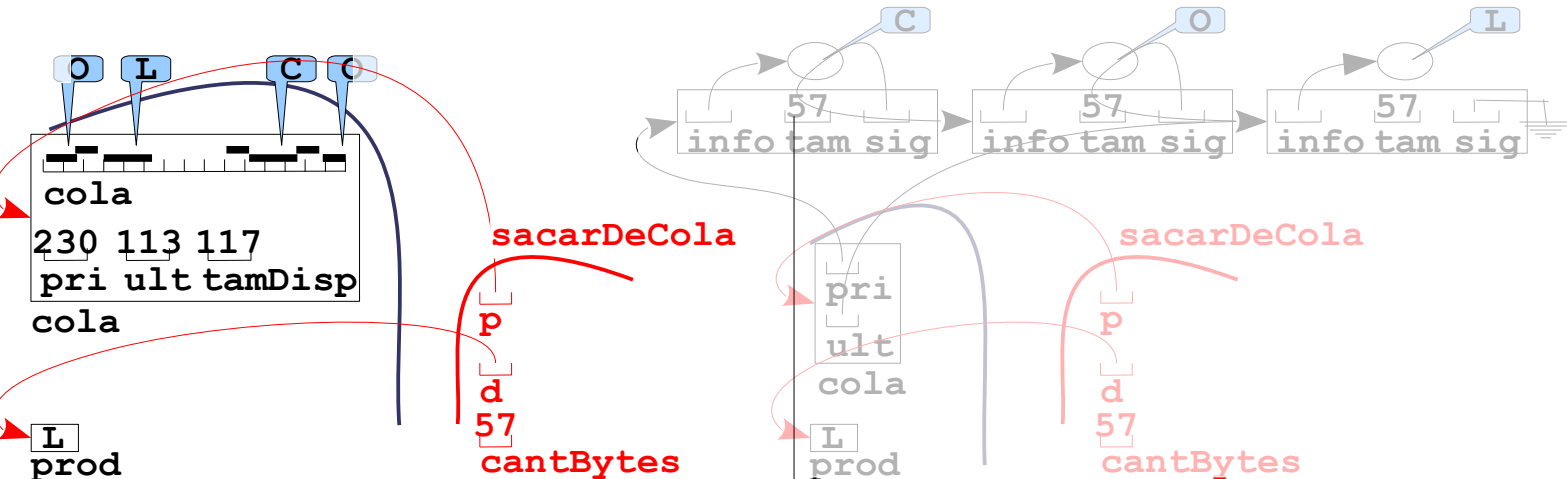 C O L
O L C O
57 57 57
info tam sig info tam sig info tam sig
cola
230 113 117
pri ult tamDisp
cola
sacarDeCola
p
d
57
cantBytes
L
prod
pri
ult
cola
sacarDeCola
p
d
57
cantBytes
L
prod